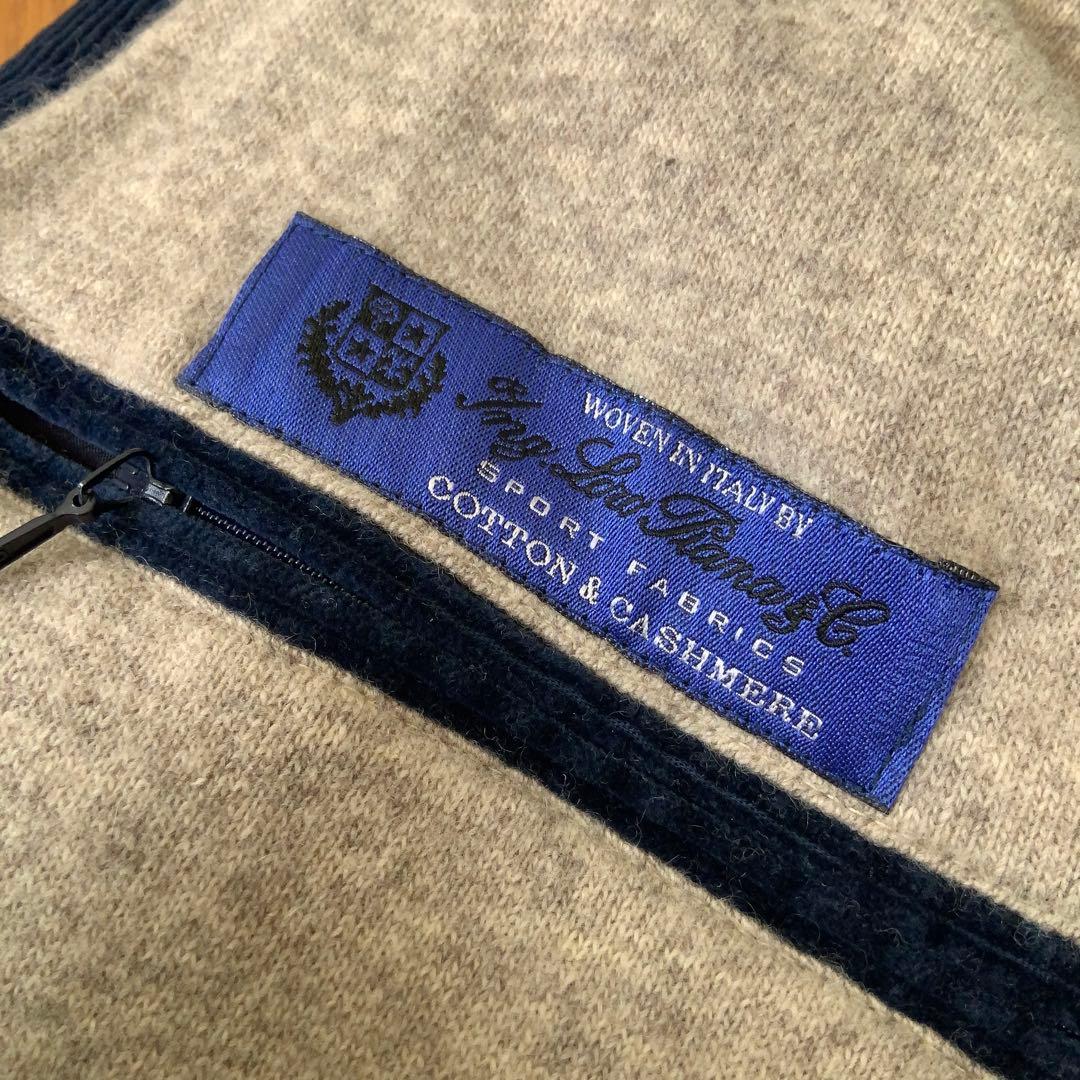 WOVEN IN ITALY BY
Ing. Loro Piana & C.
SPORT FABRICS
COTTON & CASHMERE